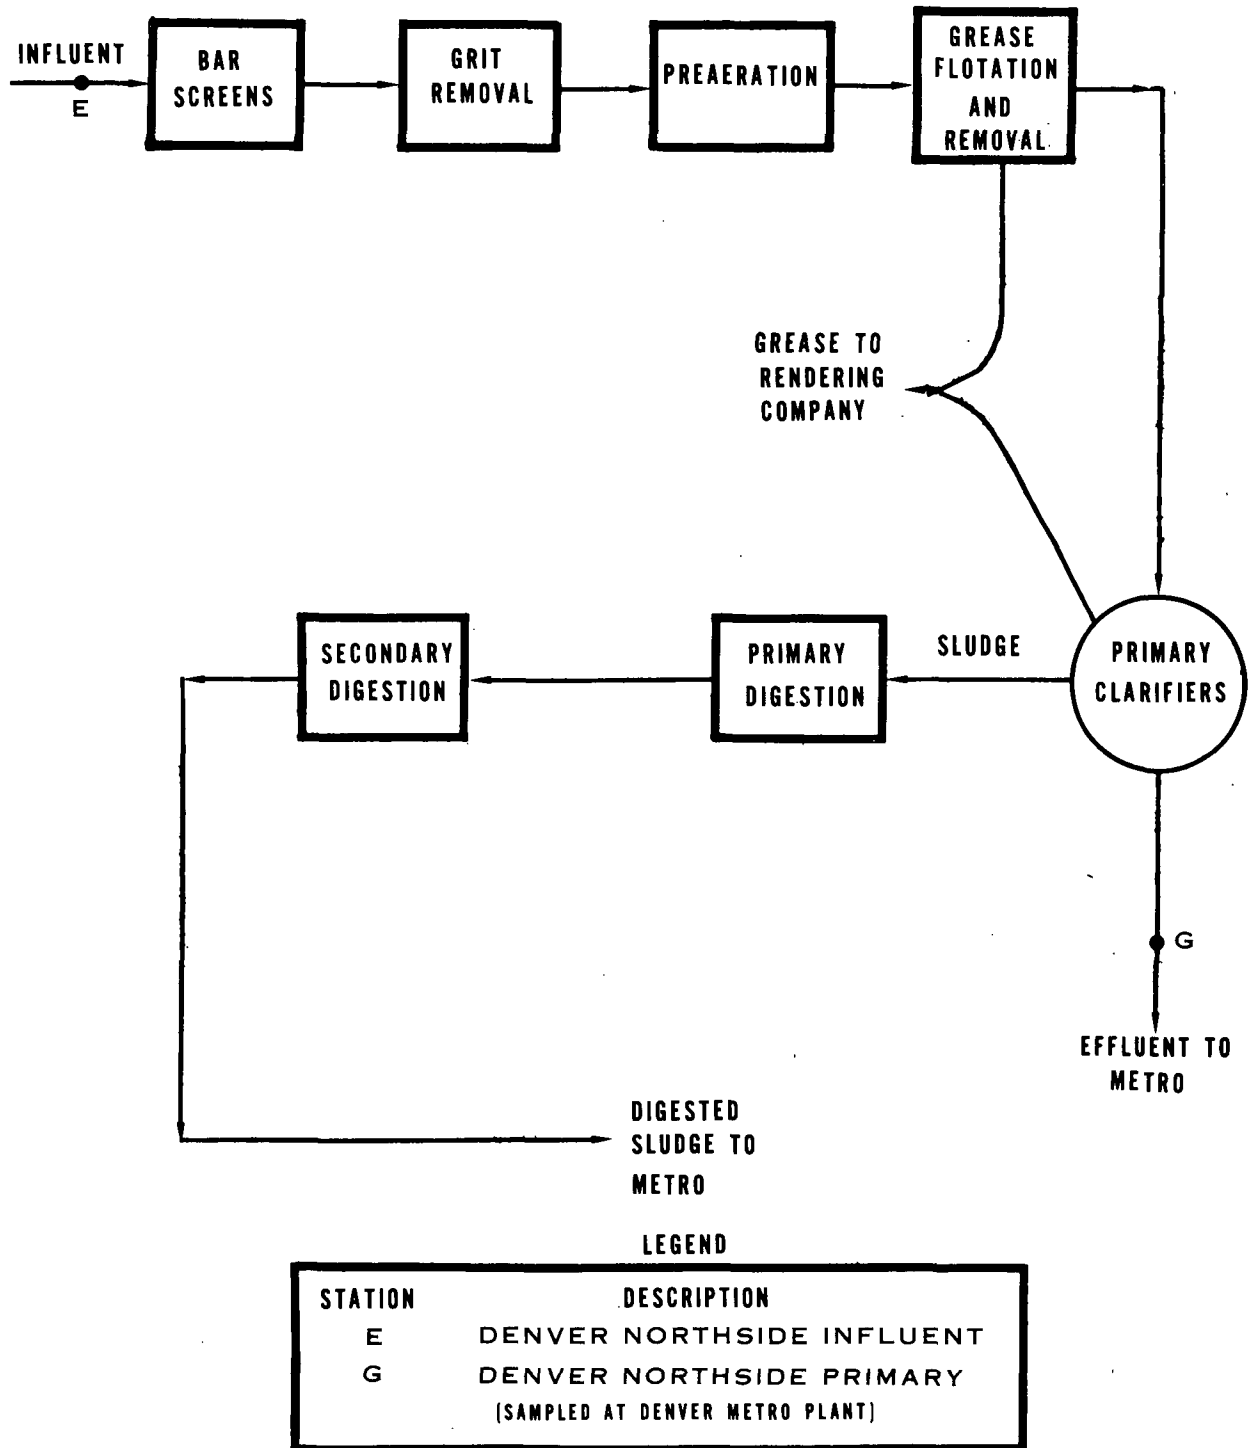 INFLUENT
E
BAR
SCREENS
GRIT
REMOVAL
PREAERATION
GREASE
FLOTATION
AND
REMOVAL
GREASE TO
RENDERING
COMPANY
SECONDARY
DIGESTION
PRIMARY
DIGESTION
SLUDGE
PRIMARY
CLARIFIERS
G
EFFLUENT TO
METRO
DIGESTED
SLUDGE TO
METRO
LEGEND
STATION DESCRIPTION
E DENVER NORTHSIDE INFLUENT
G DENVER NORTHSIDE PRIMARY
(SAMPLED AT DENVER METRO PLANT)